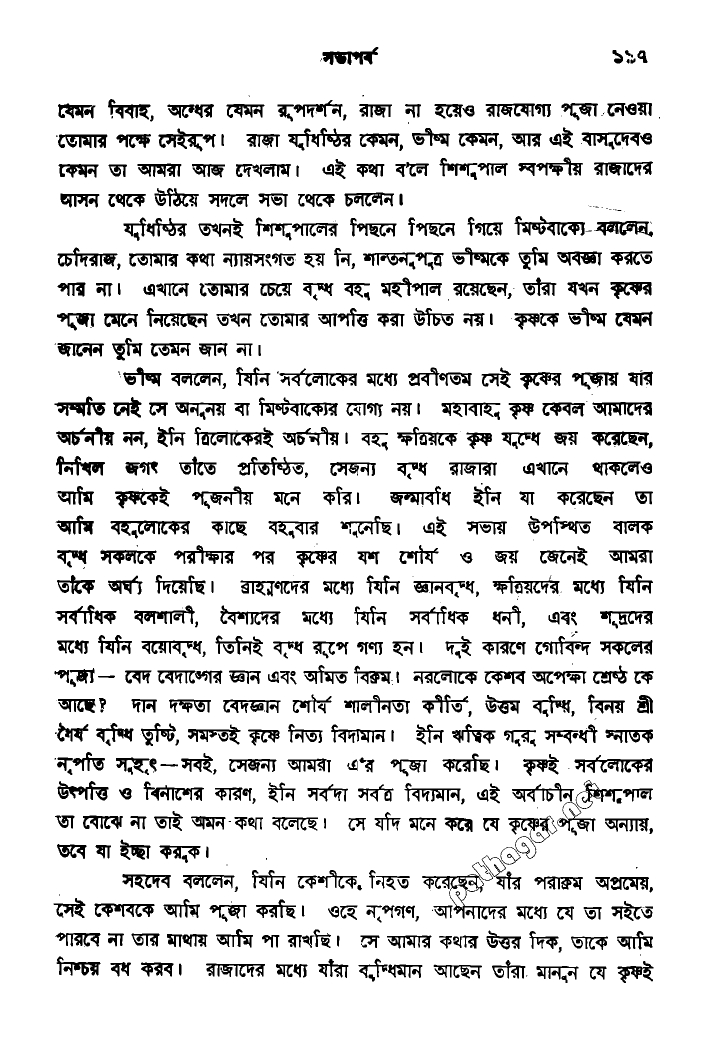 সভাপর্ব ১১৭
যেমন বিবাহ, অন্ধের যেমন রূপদর্শন, রাজা না হয়েও রাজযোগ্য পূজা নেওয়া
তোমার পক্ষে সেইরূপ। রাজা যুধিষ্ঠির কেমন, ভীষ্ম কেমন, আর এই বাসুদেবও
কেমন তা আমরা আজ দেখলাম। এই কথা ব'লে শিশুপাল স্বপক্ষীয় রাজাদের
আসন থেকে উঠিয়ে সদলে সভা থেকে চললেন।
যুধিষ্ঠির তখনই শিশুপালের পিছনে পিছনে গিয়ে মিষ্টবাক্যে বললেন,
চেদিরাজ, তোমার কথা ন্যায়সংগত হয় নি, শান্তনুপুত্র ভীষ্মকে তুমি অবজ্ঞা করতে
পার না। এখানে তোমার চেয়ে বৃদ্ধ বহু মহীপাল রয়েছেন, তাঁরা যখন কৃষ্ণের
পূজা মেনে নিয়েছেন তখন তোমার আপত্তি করা উচিত নয়। কৃষ্ণকে ভীষ্ম যেমন
জানেন তুমি তেমন জান না।
ভীষ্ম বললেন, যিনি সর্বলোকের মধ্যে প্রবীণতম সেই কৃষ্ণের পূজায় যার
সম্মতি নেই সে অনুনয় বা মিষ্টবাক্যের যোগ্য নয়। মহাবাহু কৃষ্ণ কেবল আমাদের
অর্চনীয় নন, ইনি ত্রিলোকেরই অর্চনীয়। বহু ক্ষত্রিয়কে কৃষ্ণ যুদ্ধে জয় করেছেন,
নিখিল জগৎ তাঁতে প্রতিষ্ঠিত, সেজন্য বৃদ্ধ রাজারা এখানে থাকলেও
আমি কৃষ্ণকেই পূজনীয় মনে করি। জন্মাবধি ইনি যা করেছেন তা
আমি বহুলোকের কাছে বহুবার শুনেছি। এই সভায় উপস্থিত বালক
বৃদ্ধ সকলকে পরীক্ষার পর কৃষ্ণের যশ শৌর্য ও জয় জেনেই আমরা
তাঁকে অর্ঘ্য দিয়েছি। ব্রাহ্মণদের মধ্যে যিনি জ্ঞানবৃদ্ধ, ক্ষত্রিয়দের মধ্যে যিনি
সর্বাধিক বলশালী, বৈশ্যদের মধ্যে যিনি সর্বাধিক ধনী, এবং শূদ্রদের
মধ্যে যিনি বয়োবৃদ্ধ, তিনিই বৃদ্ধ রূপে গণ্য হন। দুই কারণে গোবিন্দ সকলের
পূজ্য— বেদ বেদাঙ্গের জ্ঞান এবং অমিত বিক্রম। নরলোকে কেশব অপেক্ষা শ্রেষ্ঠ কে
আছে? দান দক্ষতা বেদজ্ঞান শৌর্য শালীনতা কীর্তি, উত্তম বুদ্ধি, বিনয় শ্রী
ধৈর্য বৃদ্ধি তুষ্টি, সমস্তই কৃষ্ণে নিত্য বিদ্যমান। ইনি ঋত্বিক গুরু সম্বন্ধী স্নাতক
নৃপতি সুহৃৎ—সবই, সেজন্য আমরা এ'র পূজা করেছি। কৃষ্ণই সর্বলোকের
উৎপত্তি ও বিনাশের কারণ, ইনি সর্বদা সর্বত্র বিদ্যমান, এই অর্বাচীন শিশুপাল
তা বোঝে না তাই অমন কথা বলেছে। সে যদি মনে করে যে কৃষ্ণের পূজা অন্যায়,
তবে যা ইচ্ছা করুক।
সহদেব বললেন, যিনি কেশীকে নিহত করেছেন, যাঁর পরাক্রম অপ্রমেয়,
সেই কেশবকে আমি পূজা করছি। ওহে নৃপগণ, আপনাদের মধ্যে যে তা সইতে
পারবে না তার মাথায় আমি পা রাখছি। সে আমার কথার উত্তর দিক, তাকে আমি
নিশ্চয় বধ করব। রাজাদের মধ্যে যাঁরা বুদ্ধিমান আছেন তাঁরা মানুন যে কৃষ্ণই
pathagar.net